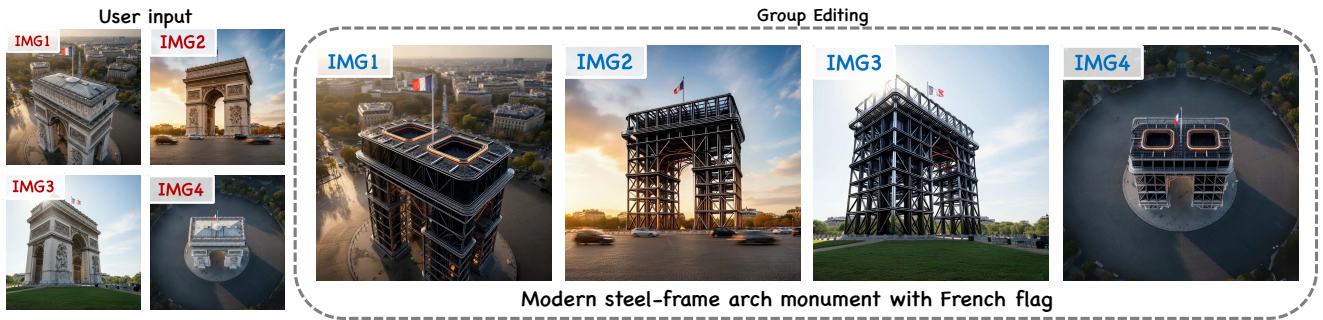 User input
Group Editing
IMG1
IMG2
IMG3
IMG4
IMG1
IMG2
IMG3
IMG4
Modern steel-frame arch monument with French flag